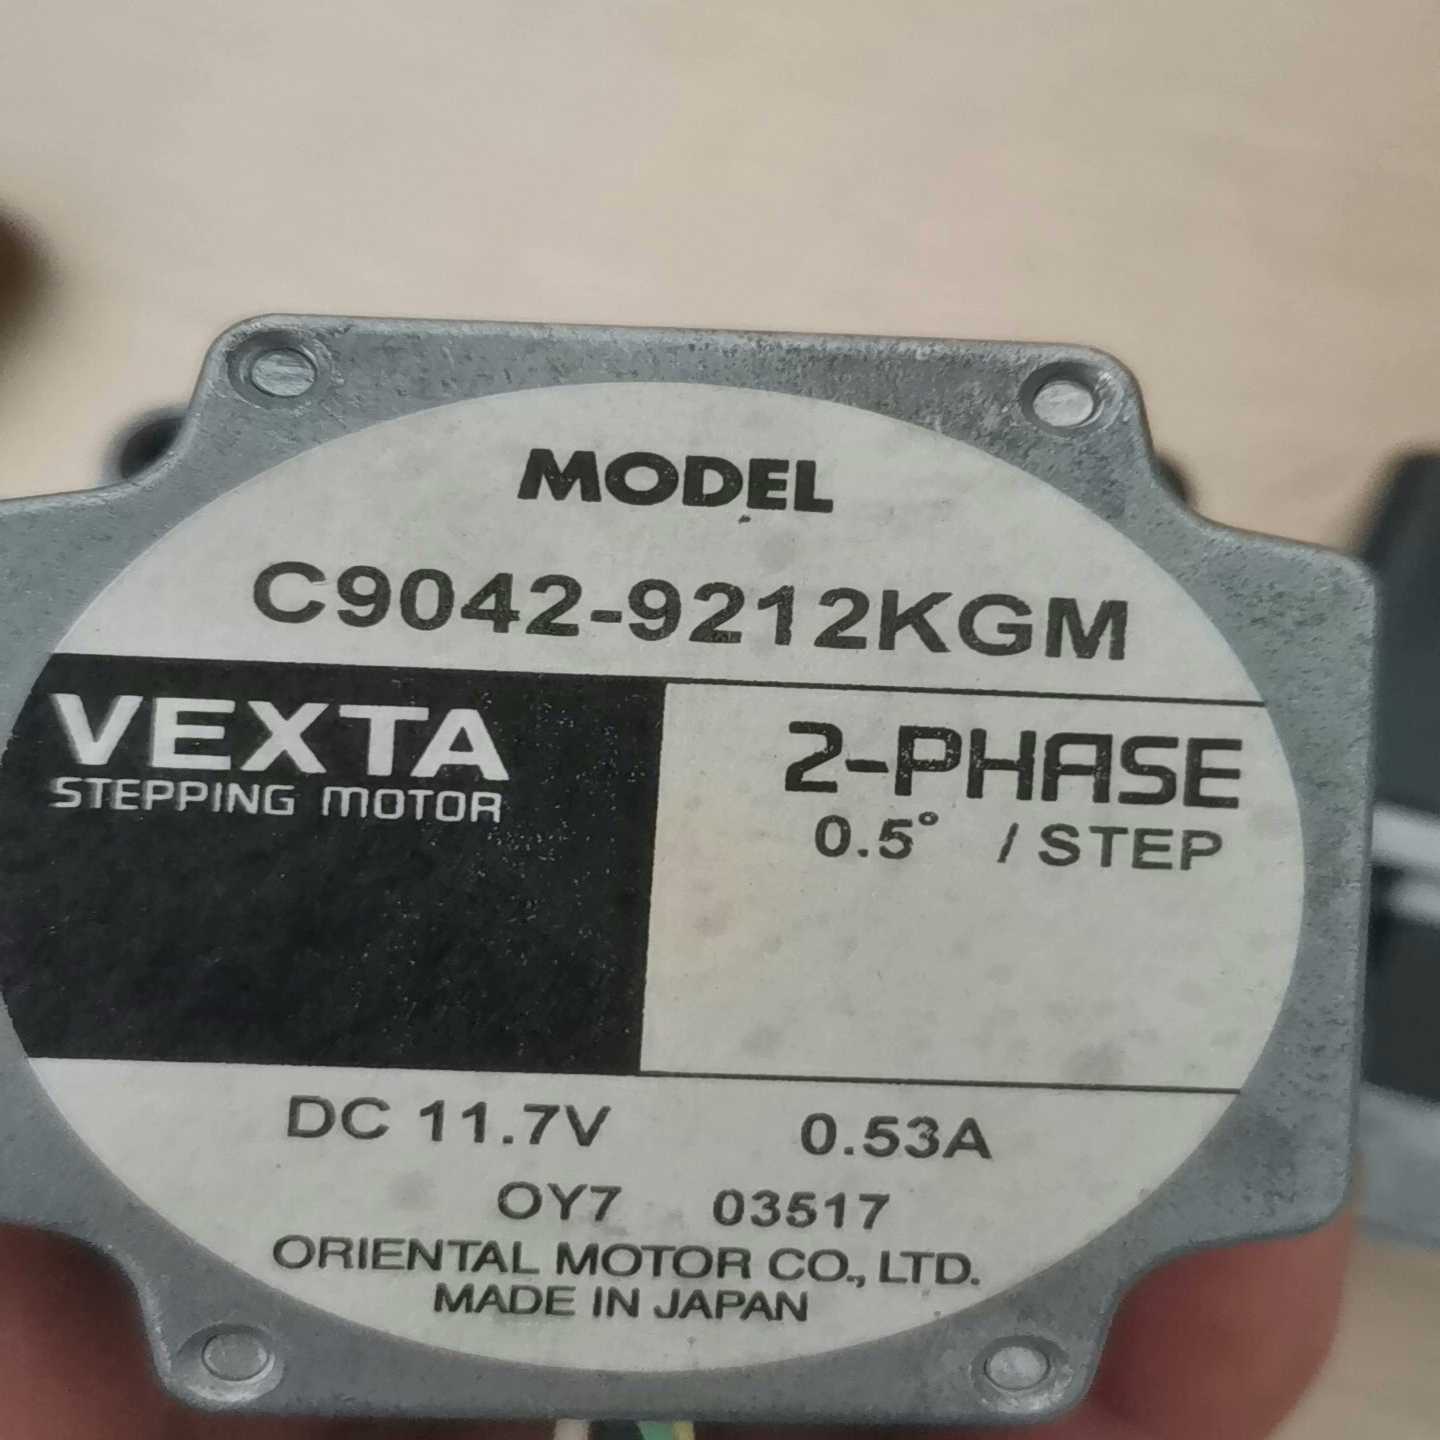 MODEL
C9042-9212KGM
VEXTA
STEPPING MOTOR
2-PHASE
0.5° / STEP
DC 11.7V 0.53A
OY7 03517
ORIENTAL MOTOR CO., LTD.
MADE IN JAPAN